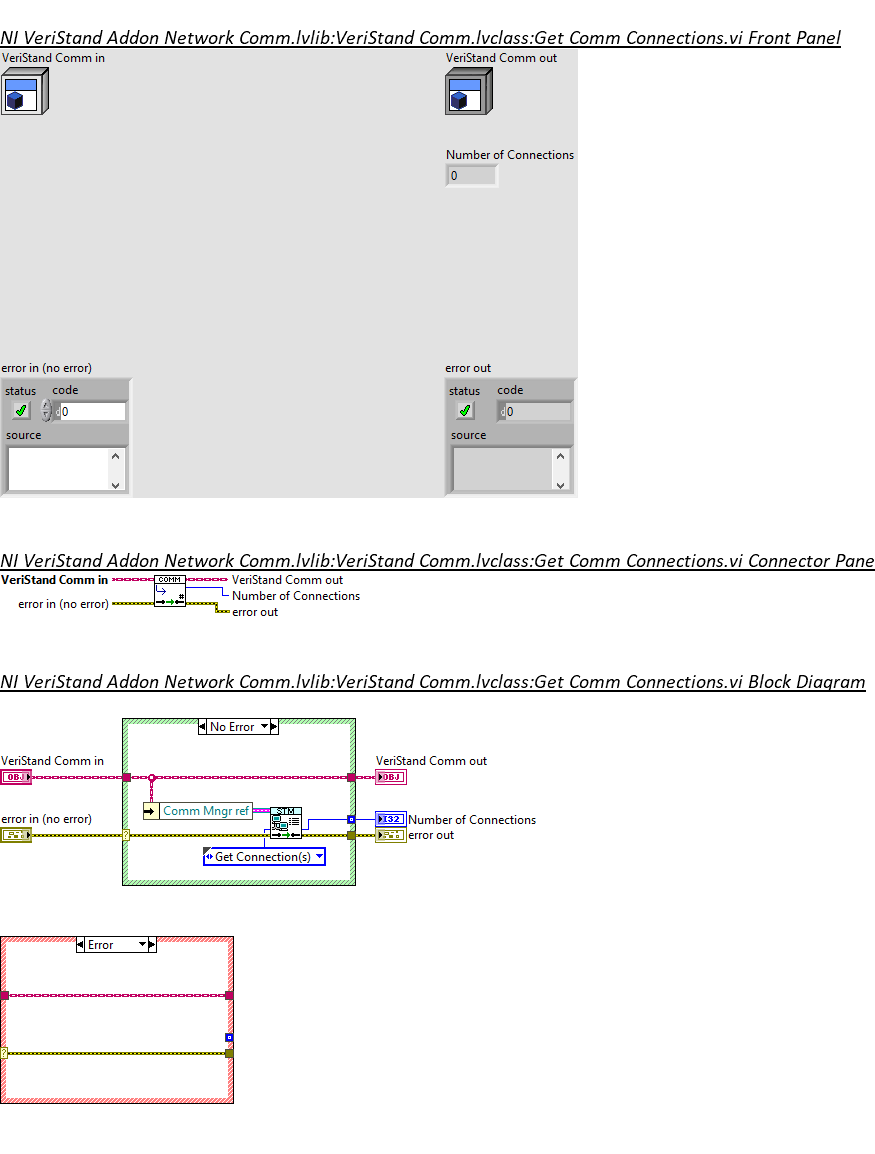 NI VeriStand Addon Network Comm.lvlib:VeriStand Comm.lvclass:Get Comm Connections.vi Front Panel
VeriStand Comm in
VeriStand Comm out
Number of Connections
0
error in (no error)
error out
status code
d 0
source
status code
d 0
source
NI VeriStand Addon Network Comm.lvlib:VeriStand Comm.lvclass:Get Comm Connections.vi Connector Pane
VeriStand Comm in
COMM
#
VeriStand Comm out
Number of Connections
error in (no error)
error out
NI VeriStand Addon Network Comm.lvlib:VeriStand Comm.lvclass:Get Comm Connections.vi Block Diagram
No Error
VeriStand Comm in
OBJ
VeriStand Comm out
OBJ
Comm Mngr ref
STM
error in (no error)
?
I32
Number of Connections
error out
Get Connection(s)
Error
?